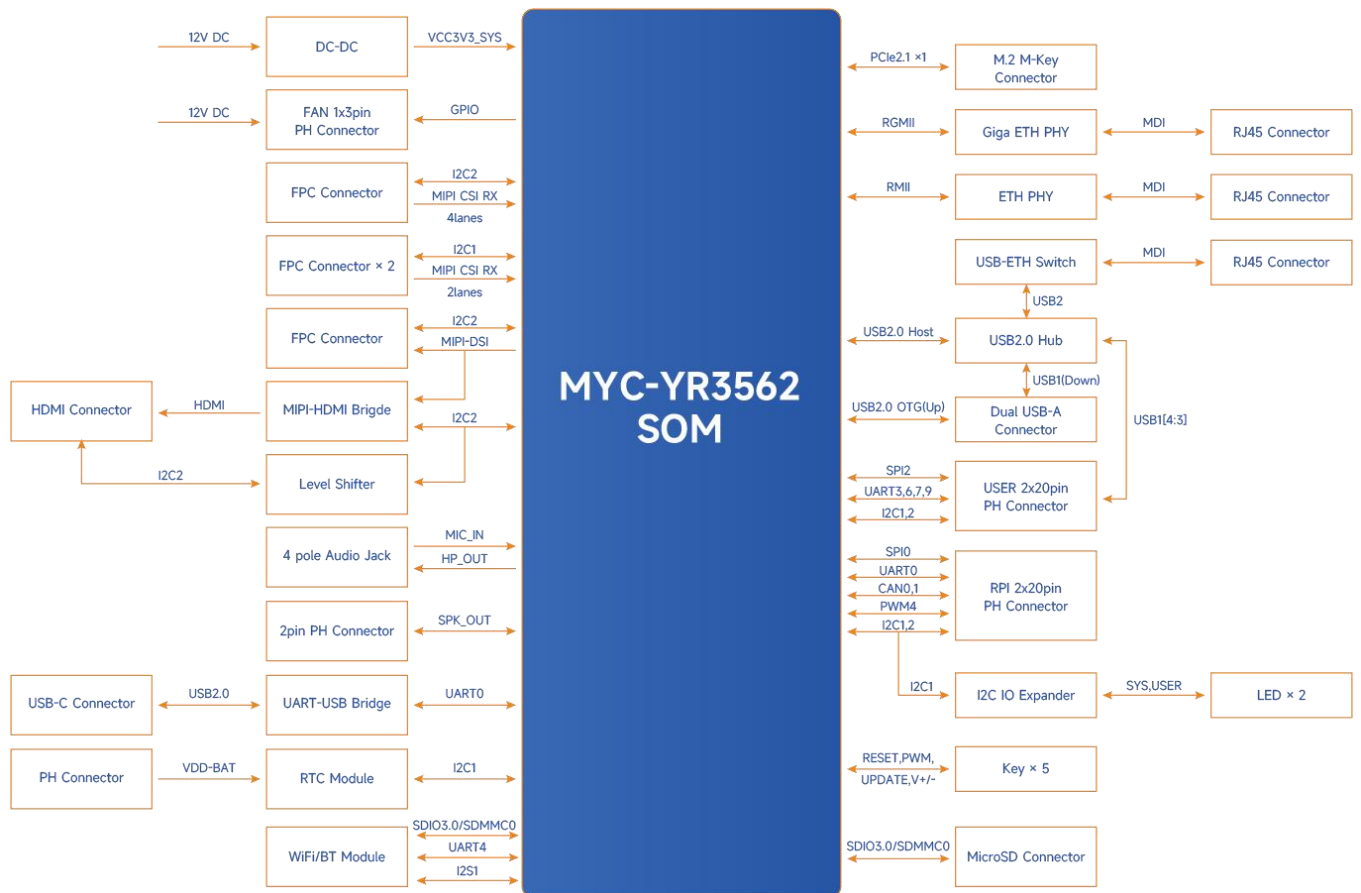 12V DC
DC-DC
VCC3V3_SYS
12V DC
FAN 1x3pin
PH Connector
GPIO
FPC Connector
I2C2
MIPI CSI RX
4lanes
FPC Connector × 2
I2C1
MIPI CSI RX
2lanes
FPC Connector
I2C2
MIPI-DSI
HDMI Connector
HDMI
MIPI-HDMI Brigde
I2C2
I2C2
Level Shifter
4 pole Audio Jack
MIC_IN
HP_OUT
2pin PH Connector
SPK_OUT
USB-C Connector
USB2.0
UART-USB Bridge
UART0
PH Connector
VDD-BAT
RTC Module
I2C1
WiFi/BT Module
SDIO3.0/SDMMC0
UART4
I2S1
MYC-YR3562
SOM
PCIe2.1 ×1
M.2 M-Key
Connector
RGMII
Giga ETH PHY
MDI
RJ45 Connector
RMII
ETH PHY
MDI
RJ45 Connector
USB-ETH Switch
MDI
RJ45 Connector
USB2
USB2.0 Host
USB2.0 Hub
USB1(Down)
USB2.0 OTG(Up)
Dual USB-A
Connector
USB1[4:3]
SPI2
UART3,6,7,9
I2C1,2
USER 2x20pin
PH Connector
SPI0
UART0
CAN0,1
PWM4
I2C1,2
RPI 2x20pin
PH Connector
I2C1
I2C IO Expander
SYS,USER
LED × 2
RESET,PWM,
UPDATE,V+/-
Key × 5
SDIO3.0/SDMMC0
MicroSD Connector